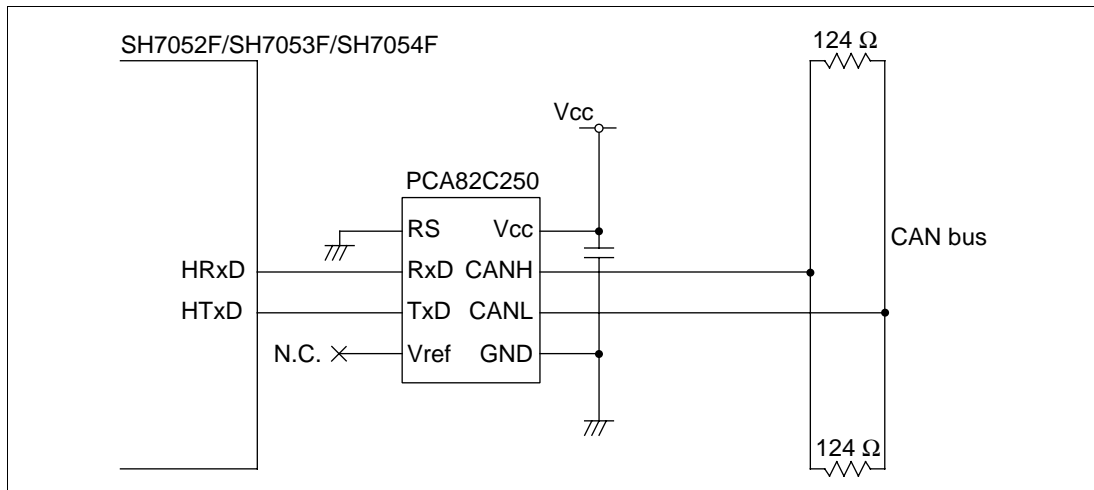 SH7052F/SH7053F/SH7054F
124 Ω
Vcc
PCA82C250
RS Vcc
CAN bus
HRxD RxD CANH
HTxD TxD CANL
N.C. Vref GND
124 Ω